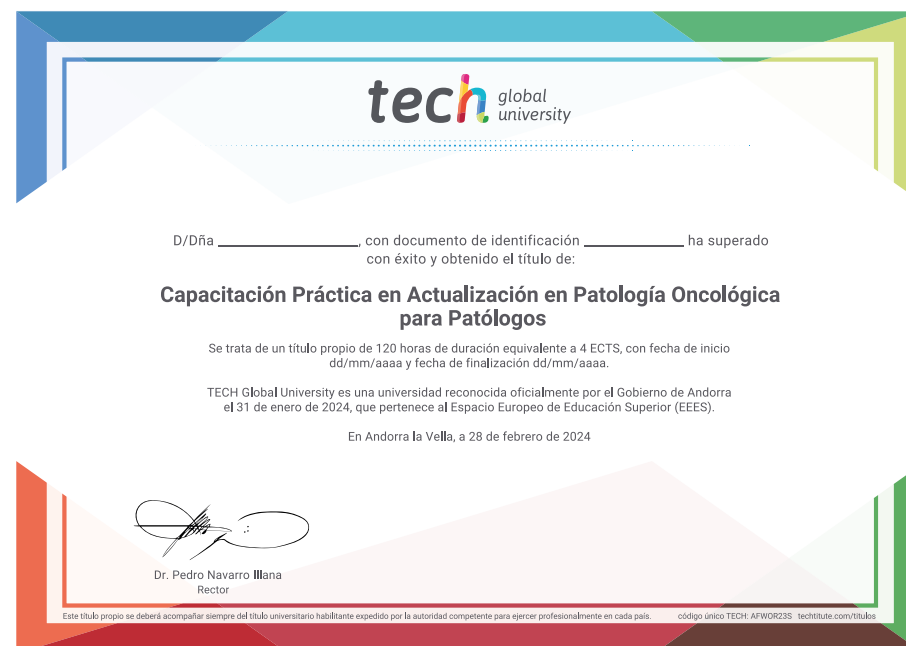 tech global university
D/Dña ____________________, con documento de identificación ______________ ha superado
con éxito y obtenido el título de:
Capacitación Práctica en Actualización en Patología Oncológica
para Patólogos
Se trata de un título propio de 120 horas de duración equivalente a 4 ECTS, con fecha de inicio
dd/mm/aaaa y fecha de finalización dd/mm/aaaa.
TECH Global University es una universidad reconocida oficialmente por el Gobierno de Andorra
el 31 de enero de 2024, que pertenece al Espacio Europeo de Educación Superior (EEES).
En Andorra la Vella, a 28 de febrero de 2024
Dr. Pedro Navarro Illana
Rector
Este título propio se deberá acompañar siempre del título universitario habilitante expedido por la autoridad competente para ejercer profesionalmente en cada país. código único TECH: AFWOR23S techtitute.com/titulos